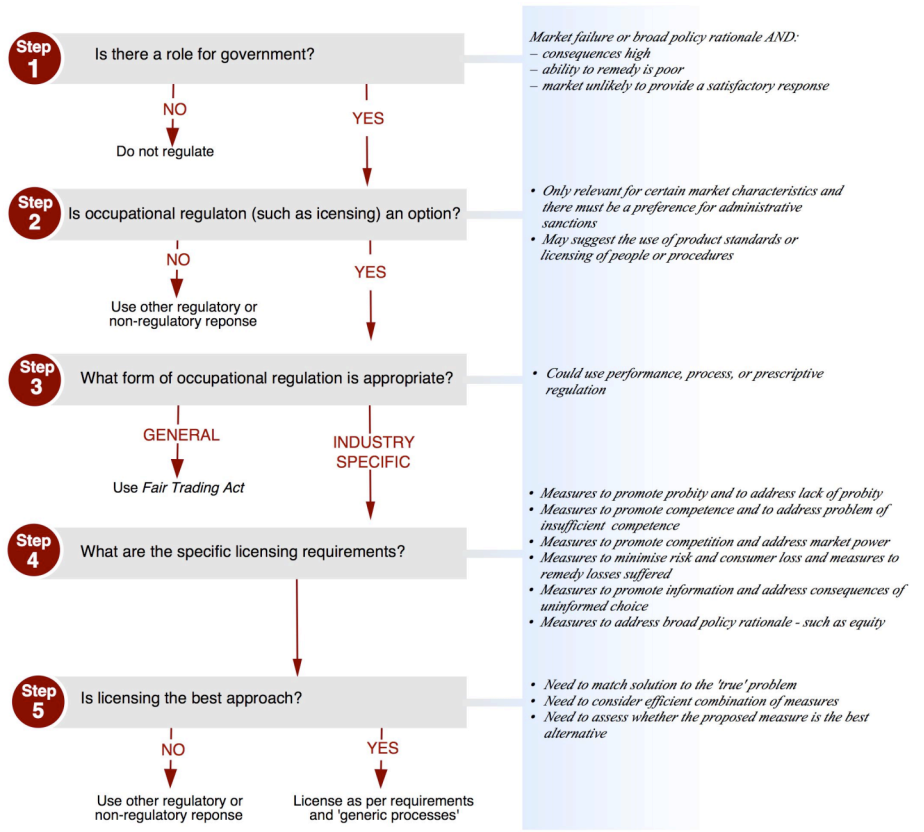 Step
1
Is there a role for government?
Market failure or broad policy rationale AND:
– consequences high
– ability to remedy is poor
– market unlikely to provide a satisfactory response
NO
YES
Do not regulate
Step
2
Is occupational regulaton (such as icensing) an option?
• Only relevant for certain market characteristics and
there must be a preference for administrative
sanctions
• May suggest the use of product standards or
licensing of people or procedures
NO
YES
Use other regulatory or
non-regulatory reponse
Step
3
What form of occupational regulation is appropriate?
• Could use performance, process, or prescriptive
regulation
GENERAL
INDUSTRY
SPECIFIC
Use Fair Trading Act
Step
4
What are the specific licensing requirements?
• Measures to promote probity and to address lack of probity
• Measures to promote competence and to address problem of
insufficient competence
• Measures to promote competition and address market power
• Measures to minimise risk and consumer loss and measures to
remedy losses suffered
• Measures to promote information and address consequences of
uninformed choice
• Measures to address broad policy rationale - such as equity
Step
5
Is licensing the best approach?
• Need to match solution to the 'true' problem
• Need to consider efficient combination of measures
• Need to assess whether the proposed measure is the best
alternative
NO
YES
Use other regulatory or
non-regulatory reponse
License as per requirements
and 'generic processes'